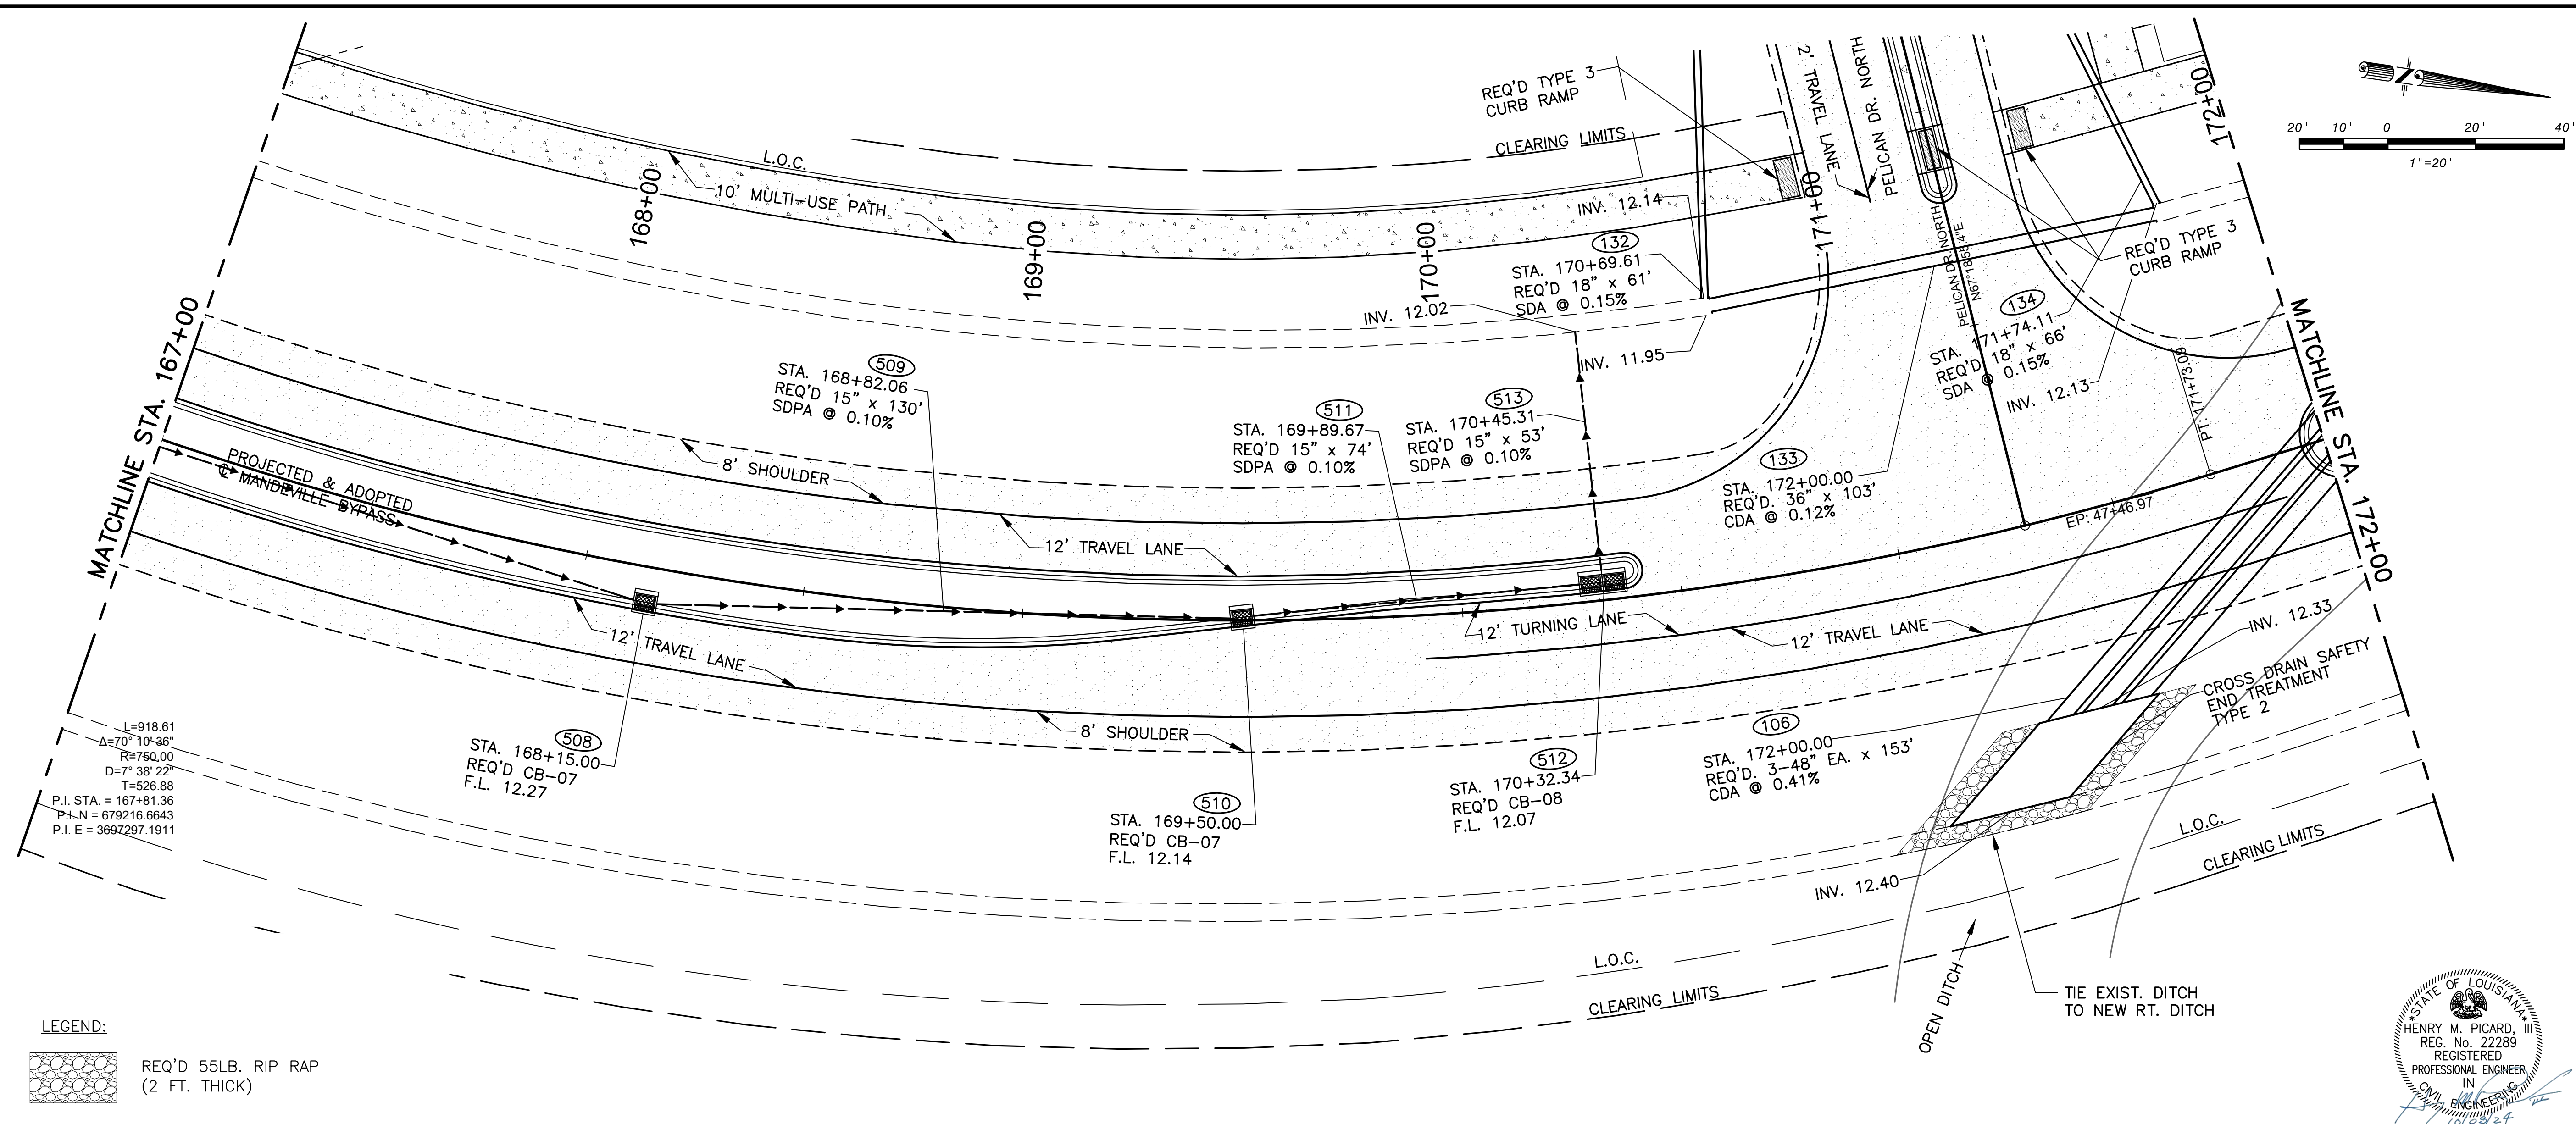 MATCHLINE STA. 167+00
168+00
169+00
170+00
171+00
172+00
MATCHLINE STA. 172+00
L.O.C.
10' MULTI-USE PATH
REQ'D TYPE 3
CURB RAMP
CLEARING LIMITS
2' TRAVEL LANE
PELICAN DR. NORTH
20' 10' 0 20' 40'
1"=20'
INV. 12.14
132
STA. 170+69.61
REQ'D 18" x 61'
SDA @ 0.15%
INV. 12.02
INV. 11.95
PELICAN DR NORTH
REQ'D TYPE 3
CURB RAMP
134
STA. 171+74.11
REQ'D 18" x 66'
SDA @ 0.15%
INV. 12.13
PT: 171+73.09
509
STA. 168+82.06
REQ'D 15" x 130'
SDPA @ 0.10%
511
STA. 169+89.67
REQ'D 15" x 74'
SDPA @ 0.10%
513
STA. 170+45.31
REQ'D 15" x 53'
SDPA @ 0.10%
133
STA. 172+00.00
REQ'D. 36" x 103'
CDA @ 0.12%
EP: 47+46.97
8' SHOULDER
PROJECTED & ADOPTED
℄ MANDEVILLE BYPASS
12' TRAVEL LANE
12' TRAVEL LANE
12' TURNING LANE
12' TRAVEL LANE
8' SHOULDER
INV. 12.33
CROSS DRAIN SAFETY
END TREATMENT
TYPE 2
L=918.61
Δ=70° 10' 36"
R=750.00
D=7° 38' 22"
T=526.88
P.I. STA. = 167+81.36
P.I. N = 679216.6643
P.I. E = 3697297.1911
508
STA. 168+15.00
REQ'D CB-07
F.L. 12.27
510
STA. 169+50.00
REQ'D CB-07
F.L. 12.14
512
STA. 170+32.34
REQ'D CB-08
F.L. 12.07
106
STA. 172+00.00
REQ'D. 3-48" EA. x 153'
CDA @ 0.41%
INV. 12.40
L.O.C.
CLEARING LIMITS
L.O.C.
CLEARING LIMITS
OPEN DITCH
TIE EXIST. DITCH
TO NEW RT. DITCH
LEGEND:
REQ'D 55LB. RIP RAP
(2 FT. THICK)
* STATE OF LOUISIANA *
HENRY M. PICARD, III
REG. No. 22289
REGISTERED
PROFESSIONAL ENGINEER
IN
CIVIL ENGINEERING